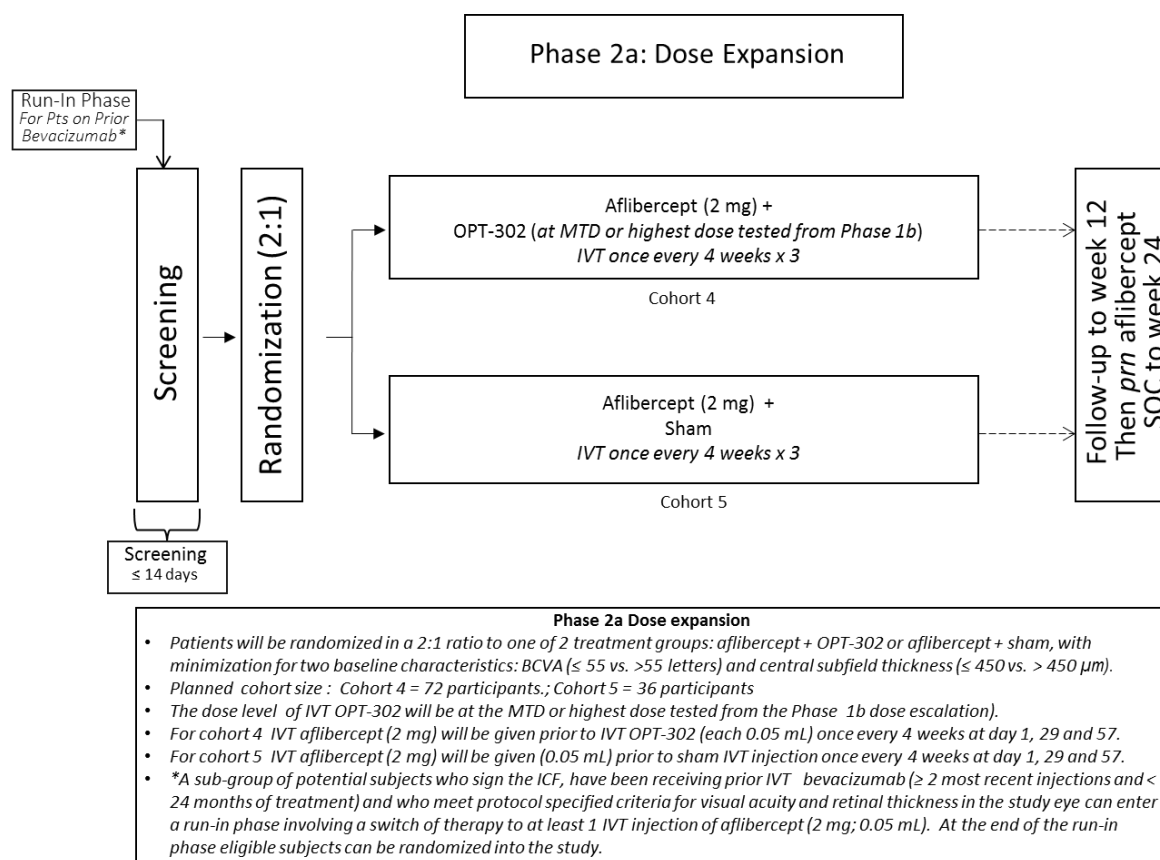 Phase 2a: Dose Expansion
Run-In Phase
For Pts on Prior
Bevacizumab*
Screening
Randomization (2:1)
Aflibercept (2 mg) +
OPT-302 (at MTD or highest dose tested from Phase 1b)
IVT once every 4 weeks x 3
Cohort 4
Aflibercept (2 mg) +
Sham
IVT once every 4 weeks x 3
Cohort 5
Follow-up to week 12
Then prn aflibercept
SOC to week 24
Screening
≤ 14 days
Phase 2a Dose expansion
• Patients will be randomized in a 2:1 ratio to one of 2 treatment groups: aflibercept + OPT-302 or aflibercept + sham, with
minimization for two baseline characteristics: BCVA (≤ 55 vs. >55 letters) and central subfield thickness (≤ 450 vs. > 450 µm).
• Planned cohort size : Cohort 4 = 72 participants.; Cohort 5 = 36 participants
• The dose level of IVT OPT-302 will be at the MTD or highest dose tested from the Phase 1b dose escalation).
• For cohort 4 IVT aflibercept (2 mg) will be given prior to IVT OPT-302 (each 0.05 mL) once every 4 weeks at day 1, 29 and 57.
• For cohort 5 IVT aflibercept (2 mg) will be given (0.05 mL) prior to sham IVT injection once every 4 weeks at day 1, 29 and 57.
• *A sub-group of potential subjects who sign the ICF, have been receiving prior IVT bevacizumab (≥ 2 most recent injections and <
24 months of treatment) and who meet protocol specified criteria for visual acuity and retinal thickness in the study eye can enter
a run-in phase involving a switch of therapy to at least 1 IVT injection of aflibercept (2 mg; 0.05 mL). At the end of the run-in
phase eligible subjects can be randomized into the study.